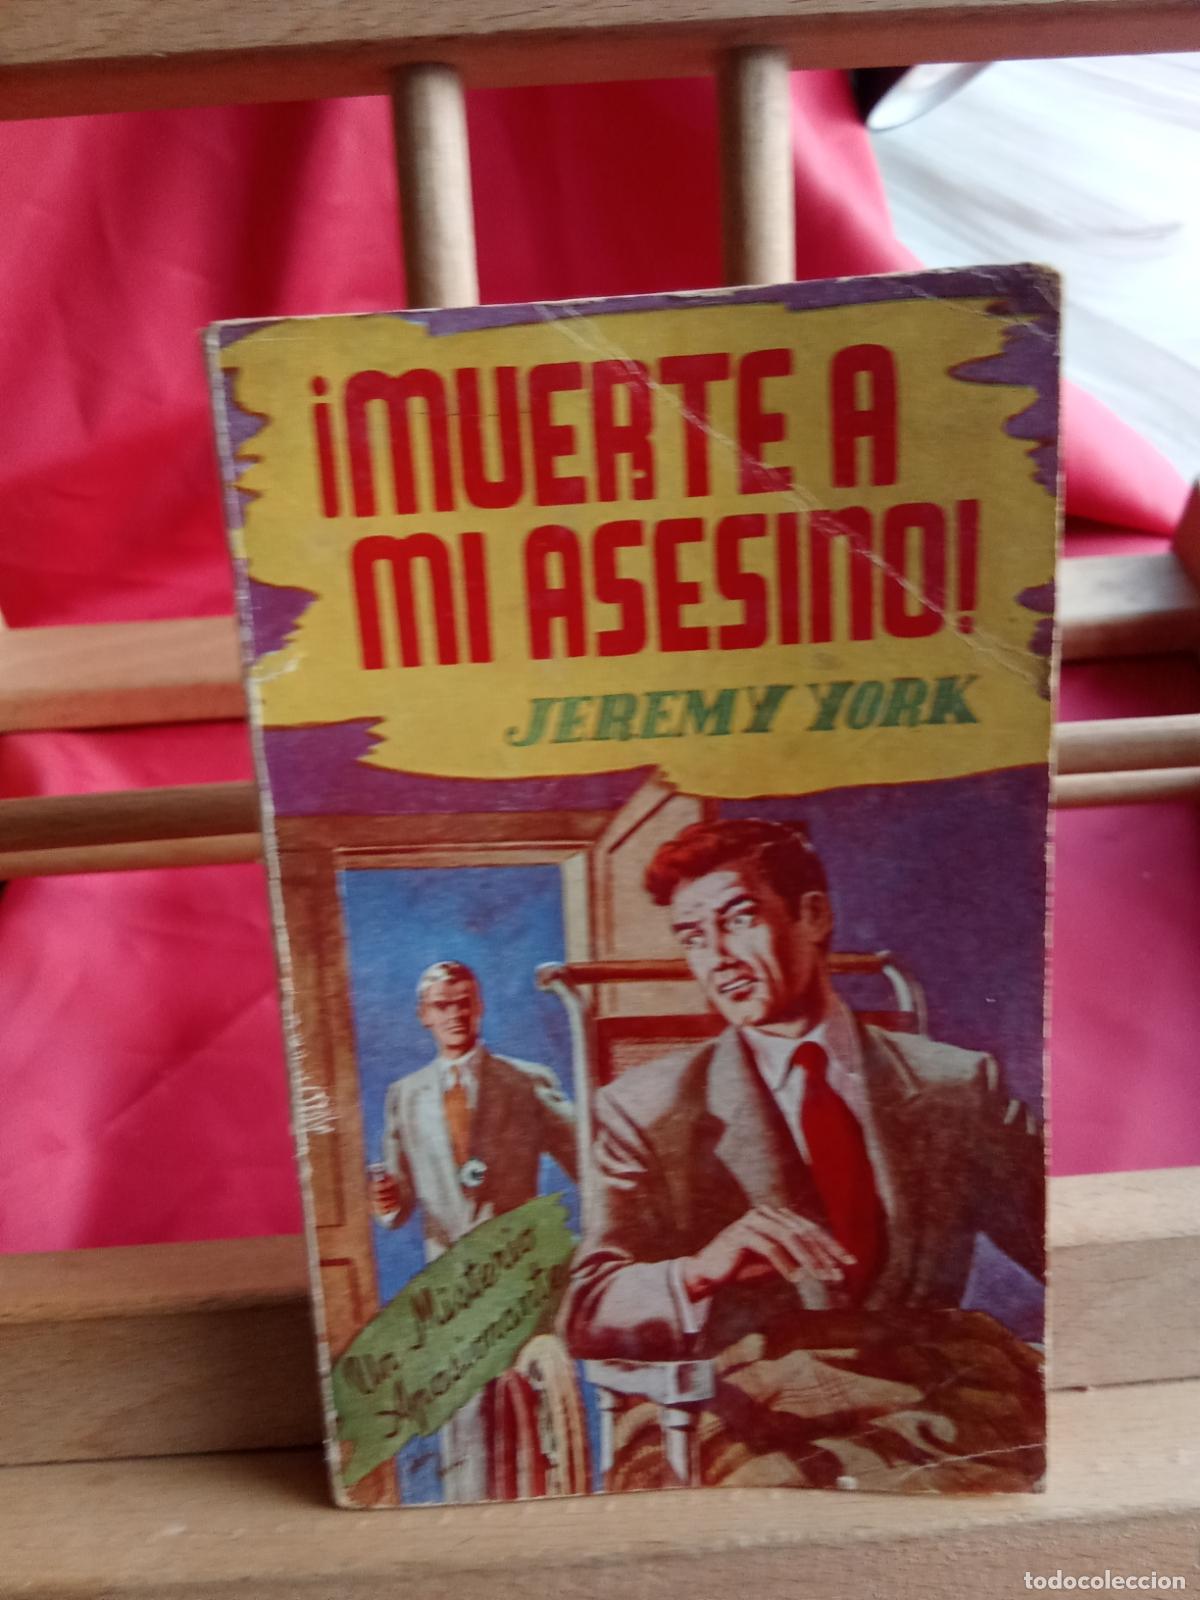 ¡MUERTE A
MI ASESINO!
JEREMY YORK
Un Misterio
Apasionante
todocoleccion